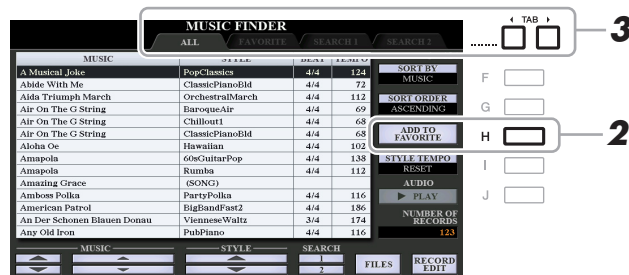 MUSIC FINDER
ALL FAVORITE SEARCH 1 SEARCH 2
TAB
3
MUSIC STYLE BEAT TEMPO
A Musical Joke PopClassics 4/4 124
Abide With Me ClassicPianoBld 4/4 72
Aida Triumph March OrchestralMarch 4/4 112
Air On The G String BaroqueAir 4/4 69
Air On The G String Chillout1 4/4 68
Air On The G String ClassicPianoBld 4/4 68
Aloha Oe Hawaiian 4/4 102
Amapola 60sGuitarPop 4/4 138
Amapola Rumba 4/4 112
Amazing Grace (SONG)
Amboss Polka PartyPolka 4/4 116
American Patrol BigBandFast2 4/4 186
An Der Schonen Blauen Donau VienneseWaltz 3/4 174
Any Old Iron PubPiano 4/4 116
SORT BY
MUSIC
SORT ORDER
ASCENDING
ADD TO
FAVORITE
STYLE TEMPO
RESET
AUDIO
PLAY
NUMBER OF
RECORDS
123
F
G
H
2
I
J
MUSIC STYLE SEARCH
1
2
FILES
RECORD
EDIT